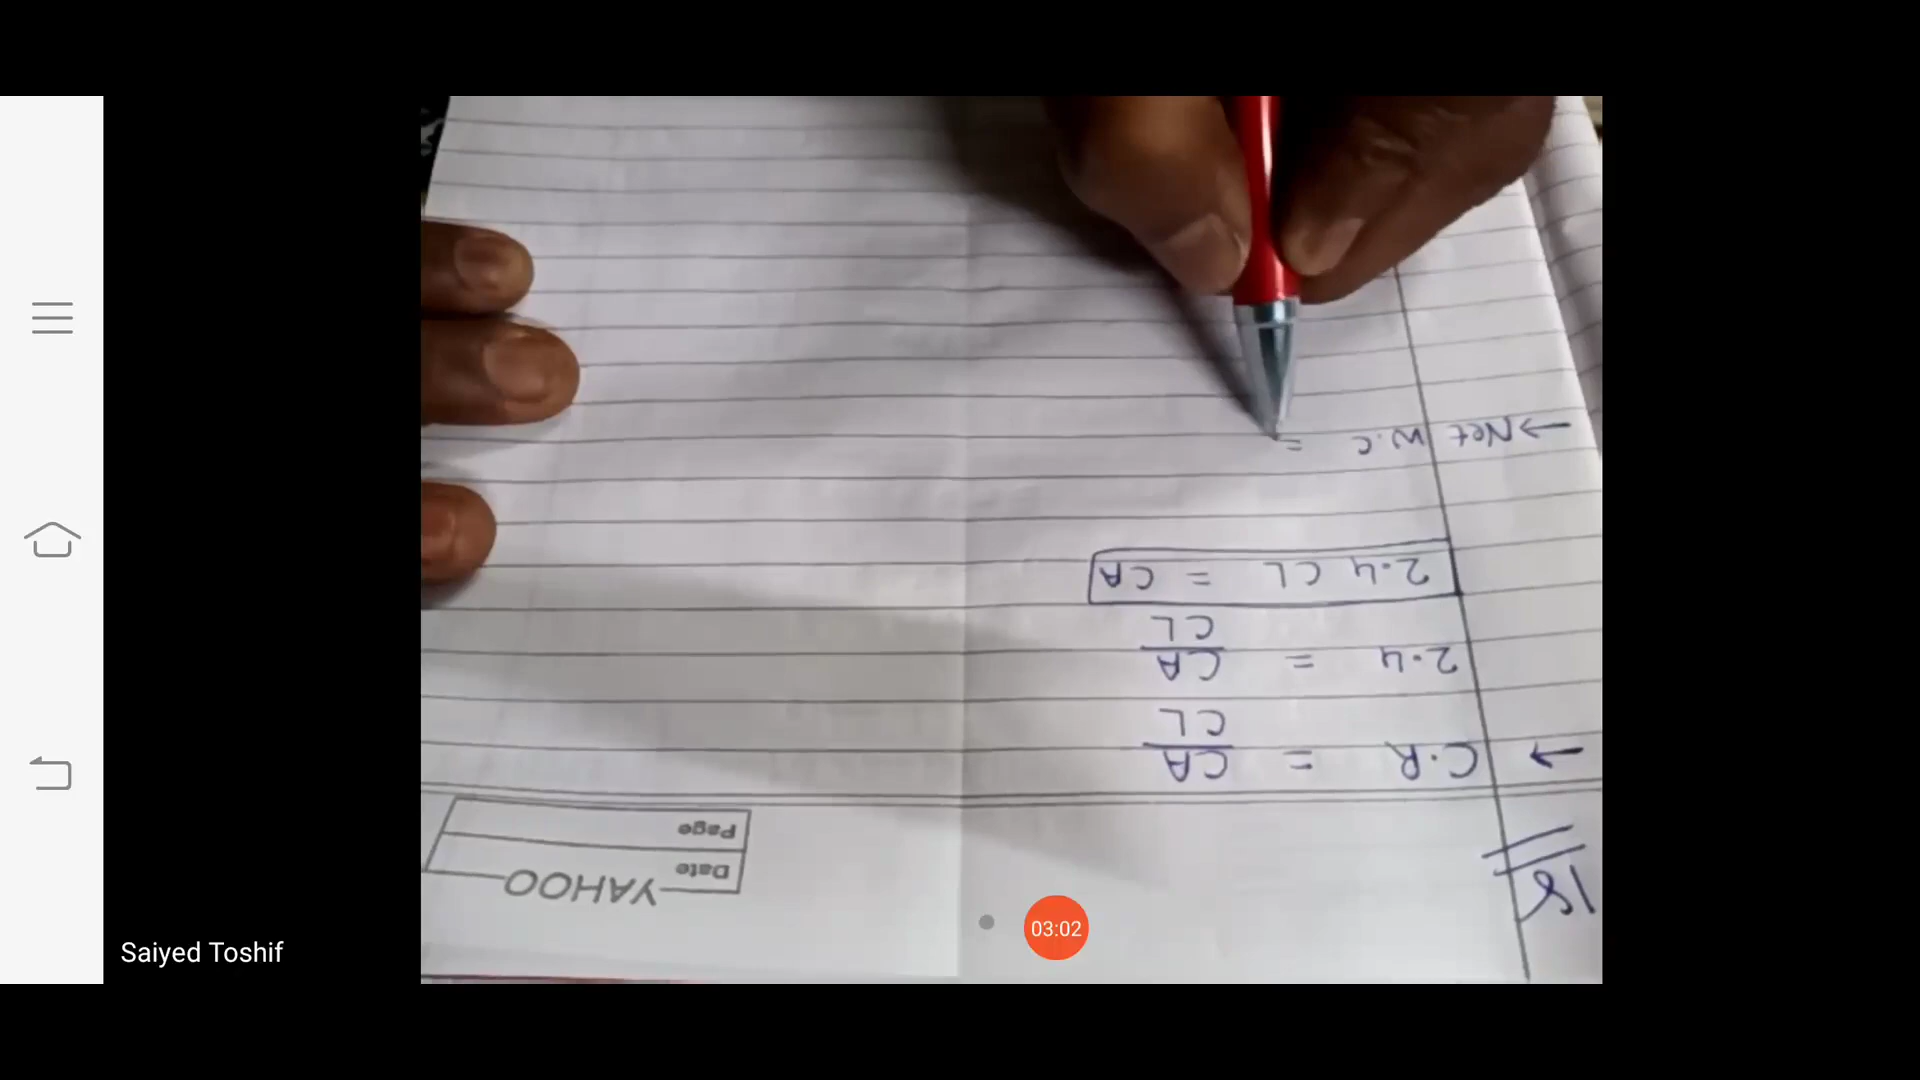 YAHOO
Date
Page
18
→ C.R = CA
CL
2.4 = CA
CL
2.4 CL = CA
→ Net W.C =
03:02
Saiyed Toshif